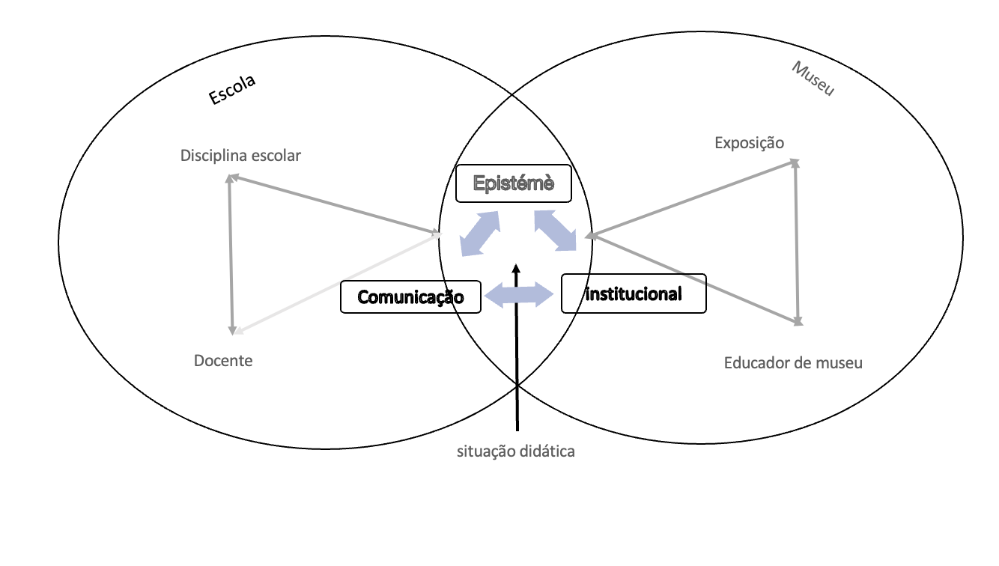 Escola
Museu
Disciplina escolar
Exposição
Epistémè
Comunicação
institucional
Docente
Educador de museu
situação didática